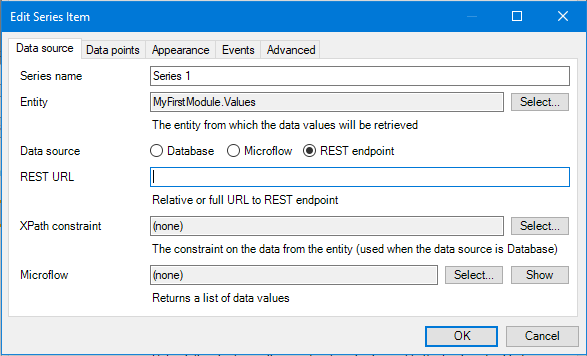 Edit Series Item
Data source Data points Appearance Events Advanced
Series name Series 1
Entity MyFirstModule.Values Select...
The entity from which the data values will be retrieved
Data source Database Microflow REST endpoint
REST URL
Relative or full URL to REST endpoint
XPath constraint (none) Select...
The constraint on the data from the entity (used when the data source is Database)
Microflow (none) Select... Show
Returns a list of data values
OK Cancel